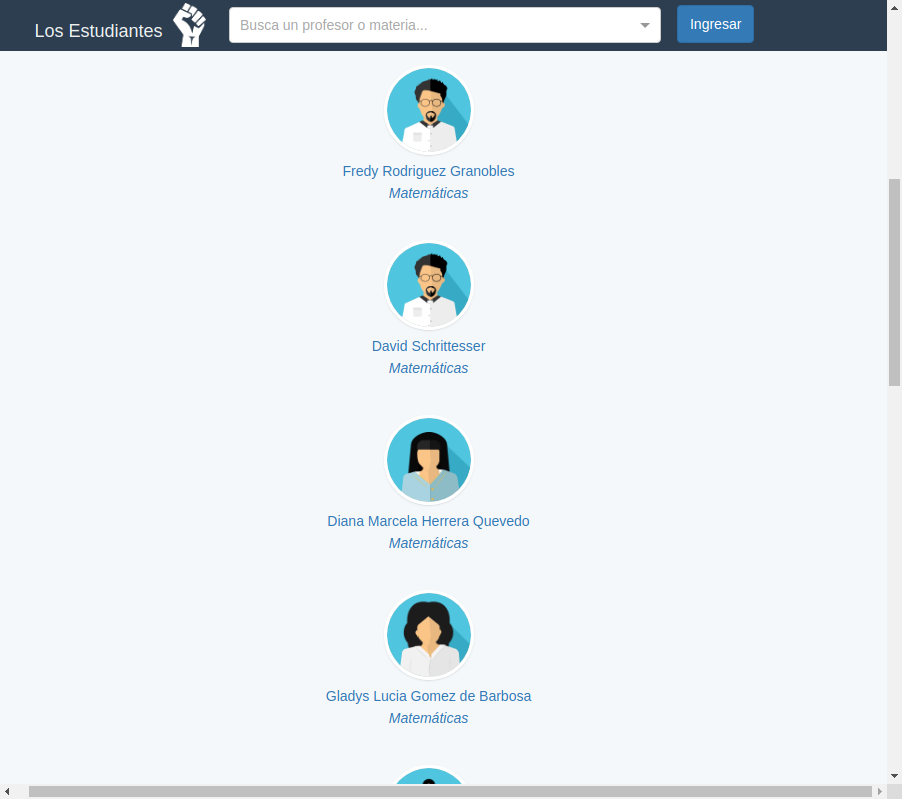 Los Estudiantes
Busca un profesor o materia...
Ingresar
Fredy Rodriguez Granobles
Matemáticas
David Schrittesser
Matemáticas
Diana Marcela Herrera Quevedo
Matemáticas
Gladys Lucia Gomez de Barbosa
Matemáticas